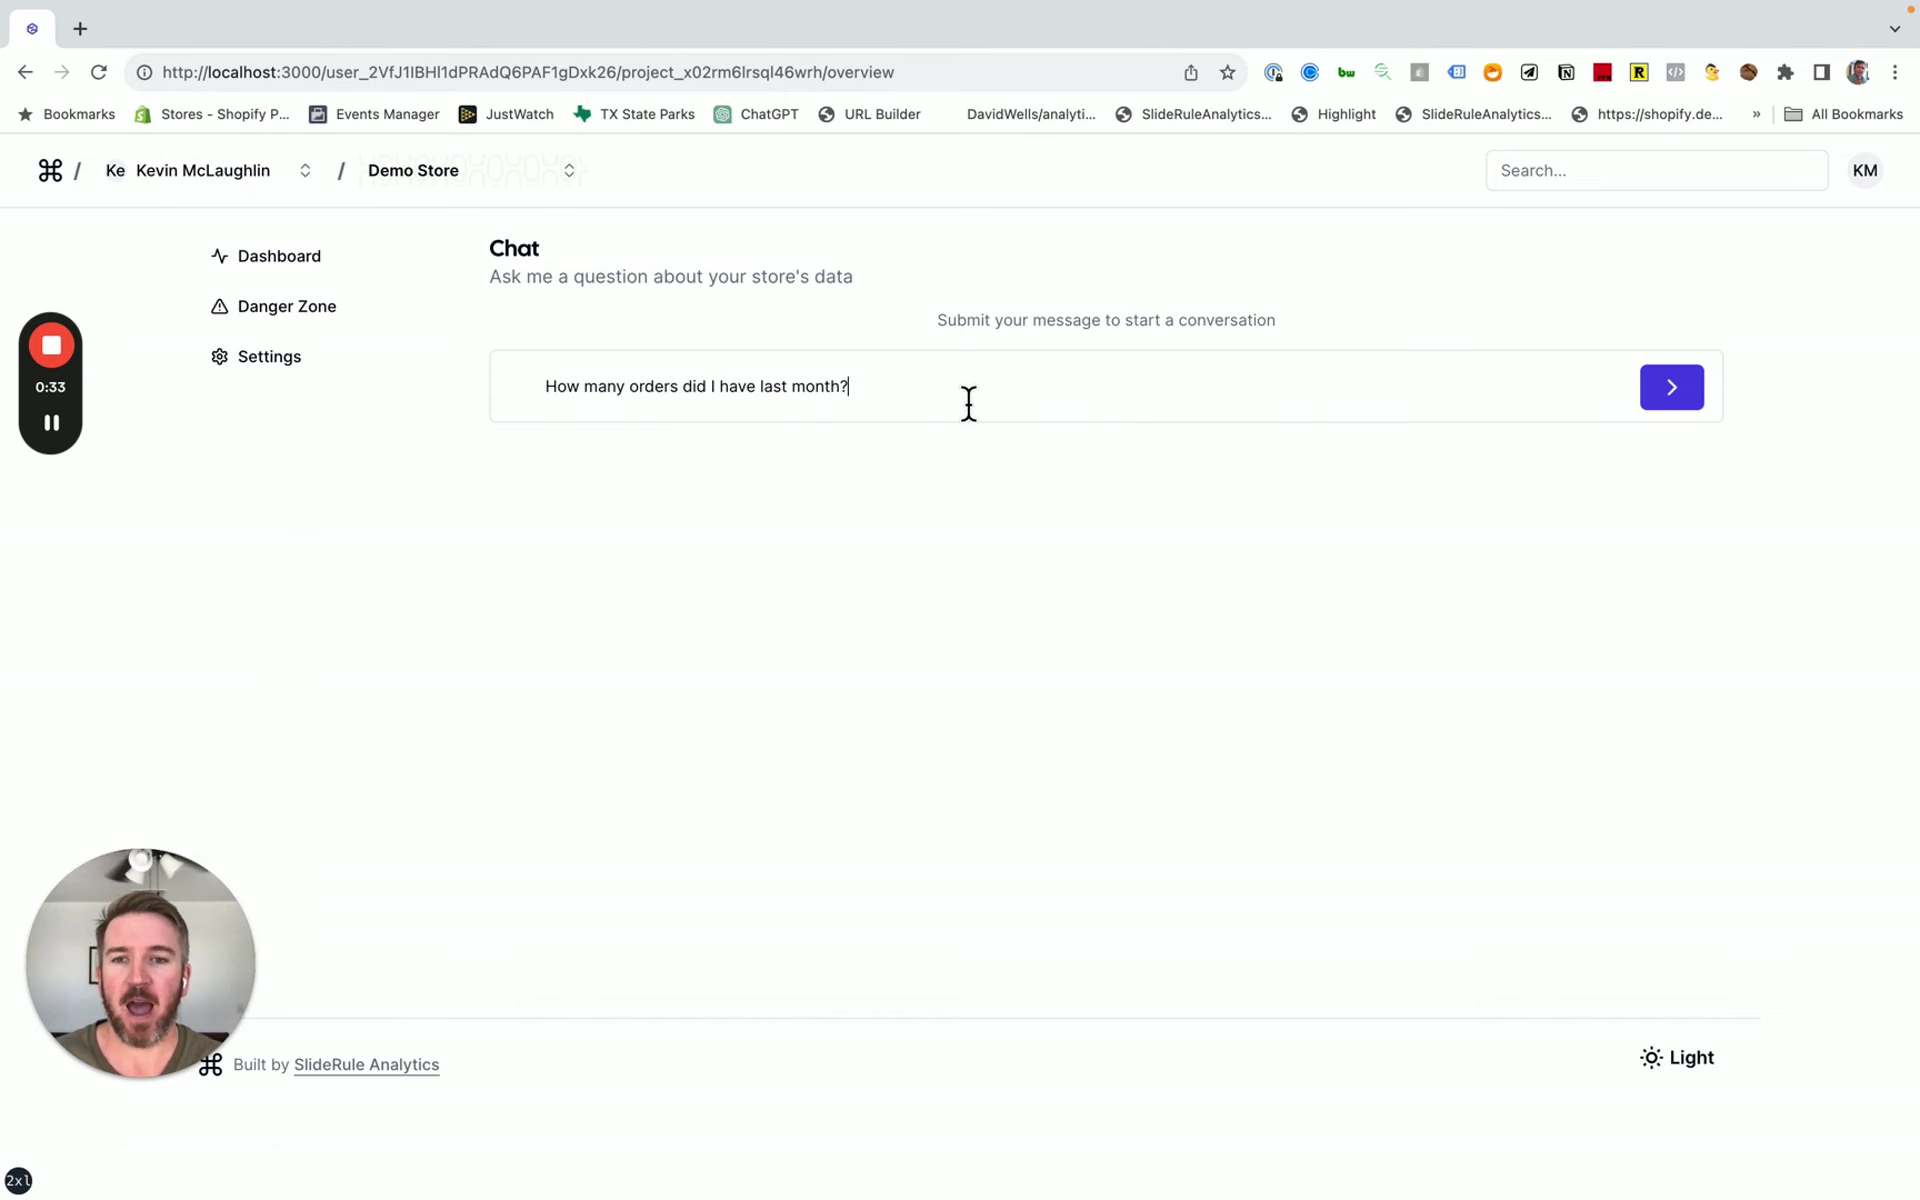 http://localhost:3000/user_2VfJ1IBHl1dPRAdQ6PAF1gDxk26/project_x02rm6lrsql46wrh/overview
Bookmarks
Stores - Shopify P...
Events Manager
JustWatch
TX State Parks
ChatGPT
URL Builder
DavidWells/analyti...
SlideRuleAnalytics...
Highlight
SlideRuleAnalytics...
https://shopify.de...
»
All Bookmarks
/ Ke Kevin McLaughlin / Demo Store
Search...
KM
Dashboard
Danger Zone
Settings
0:33
Chat
Ask me a question about your store's data
Submit your message to start a conversation
How many orders did I have last month?
Built by SlideRule Analytics
Light
2xl